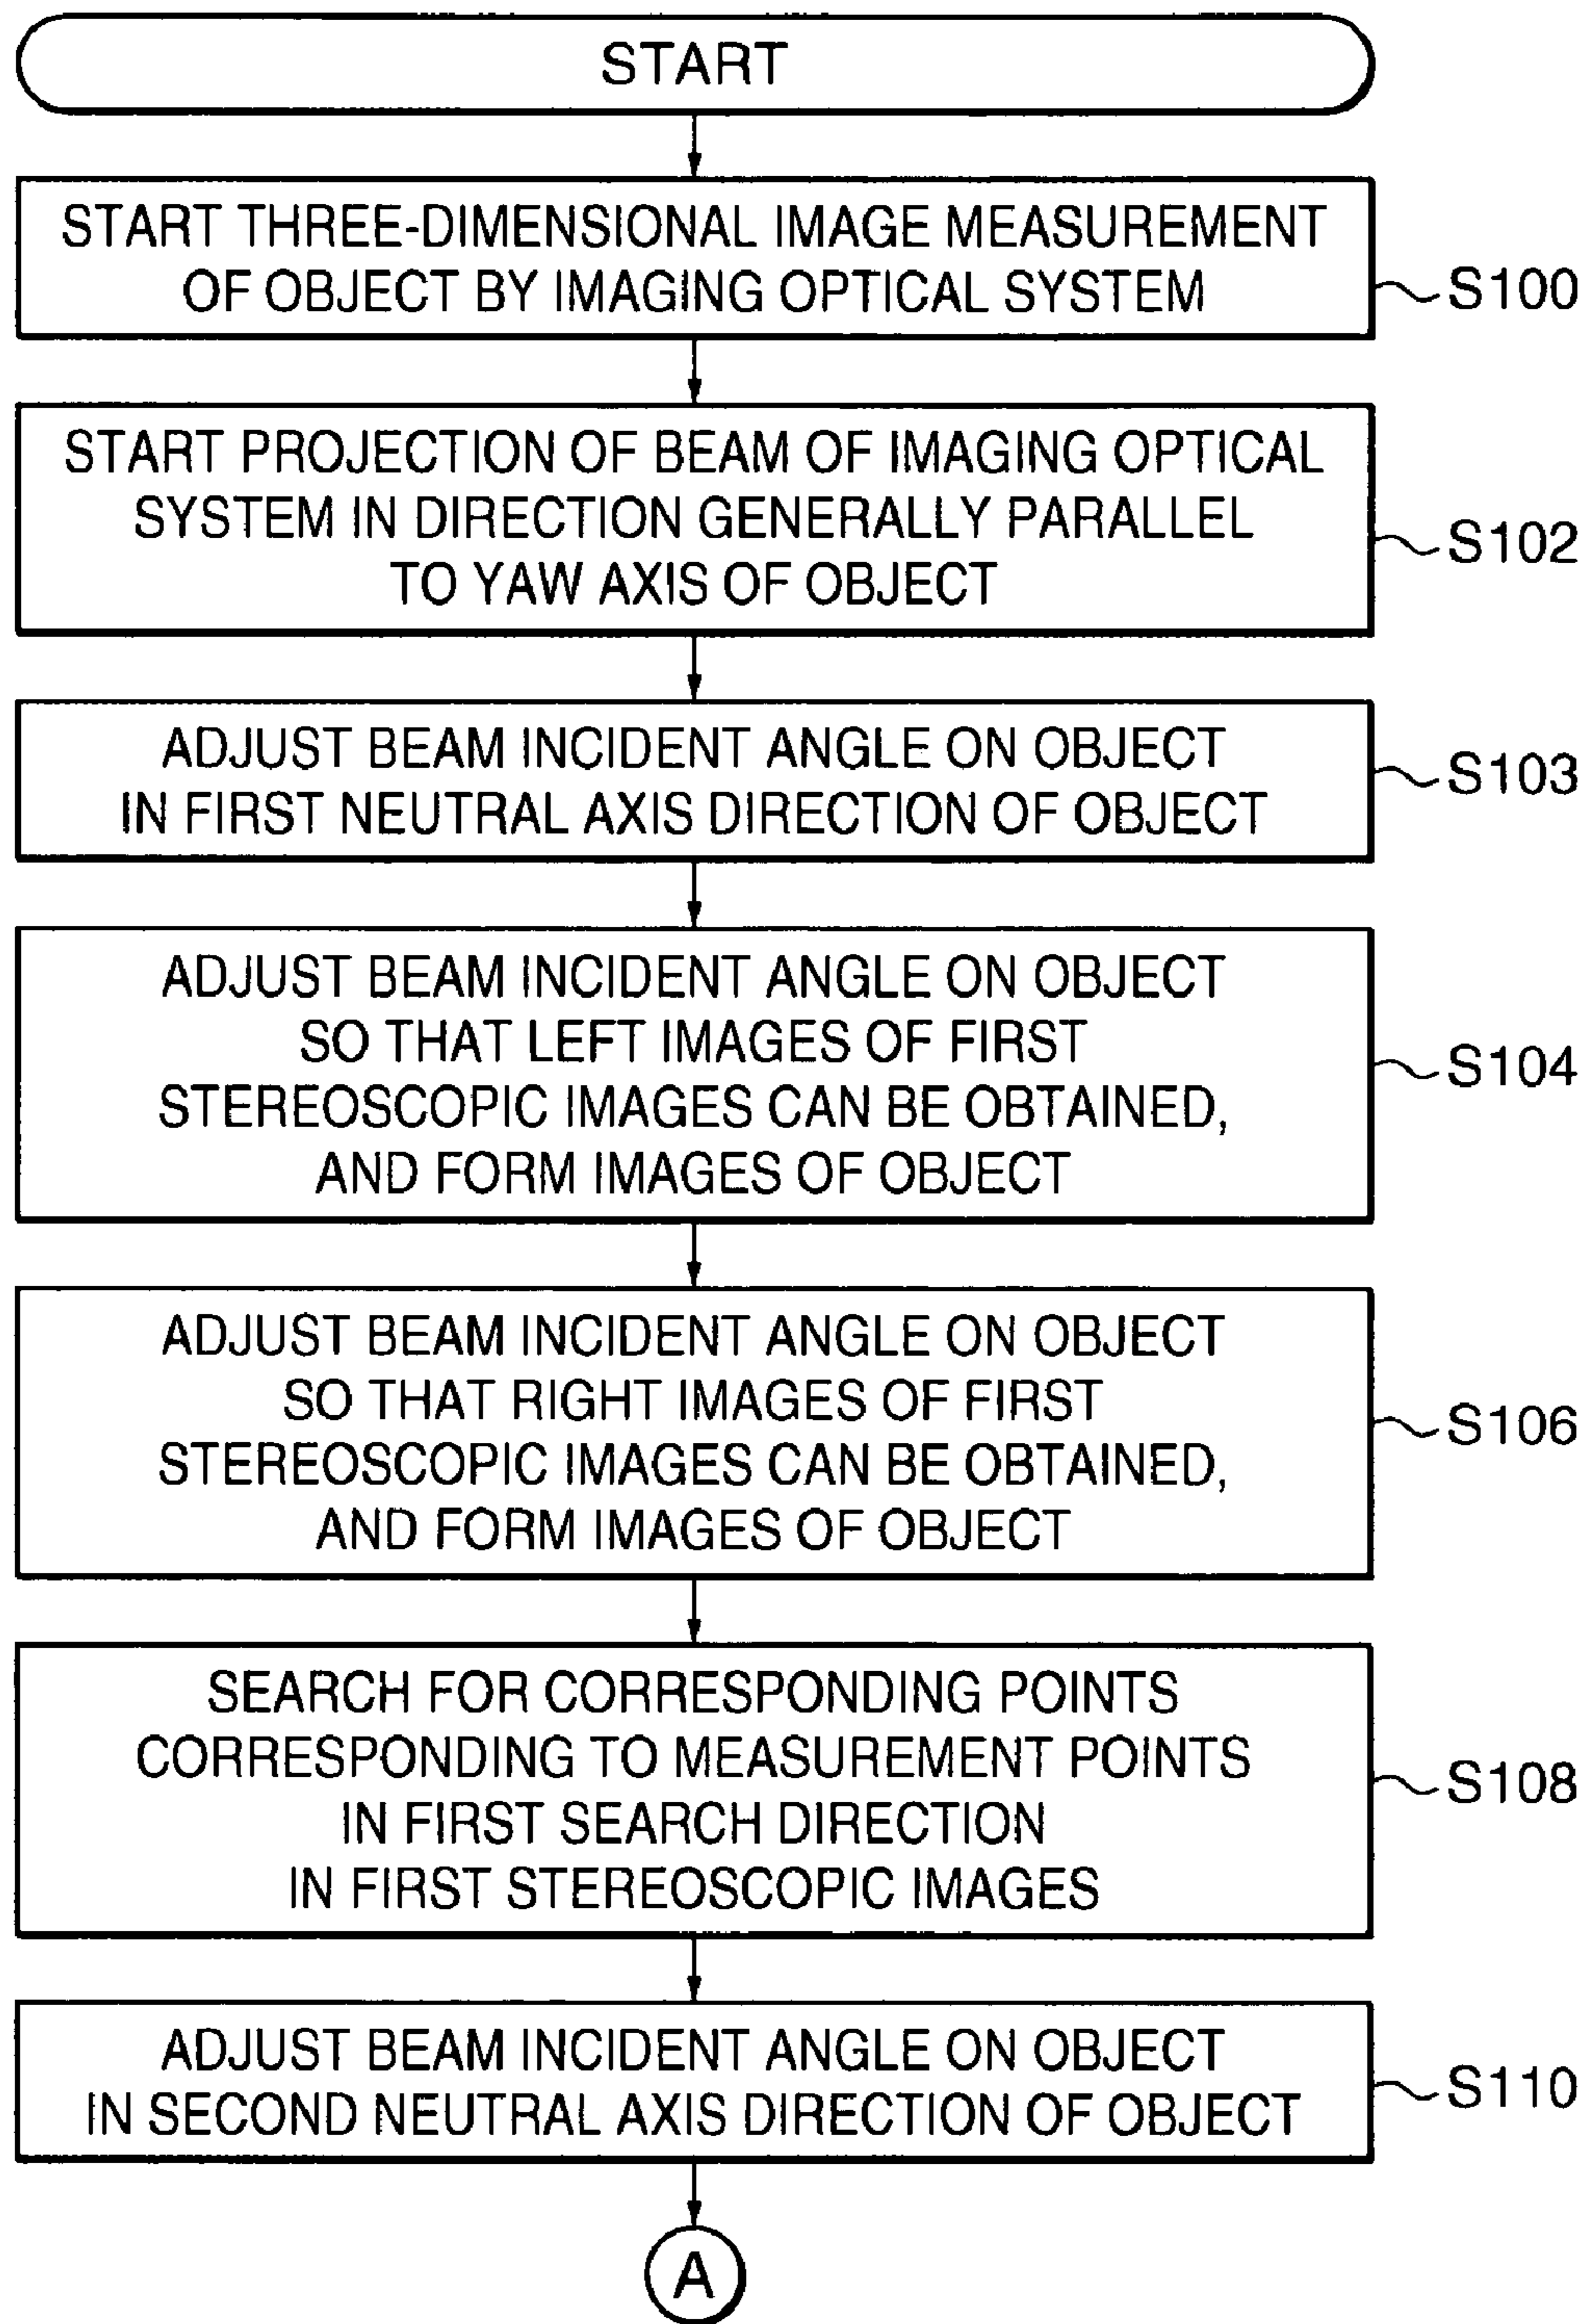 START
START THREE-DIMENSIONAL IMAGE MEASUREMENT
OF OBJECT BY IMAGING OPTICAL SYSTEM
S100
START PROJECTION OF BEAM OF IMAGING OPTICAL
SYSTEM IN DIRECTION GENERALLY PARALLEL
TO YAW AXIS OF OBJECT
S102
ADJUST BEAM INCIDENT ANGLE ON OBJECT
IN FIRST NEUTRAL AXIS DIRECTION OF OBJECT
S103
ADJUST BEAM INCIDENT ANGLE ON OBJECT
SO THAT LEFT IMAGES OF FIRST
STEREOSCOPIC IMAGES CAN BE OBTAINED,
AND FORM IMAGES OF OBJECT
S104
ADJUST BEAM INCIDENT ANGLE ON OBJECT
SO THAT RIGHT IMAGES OF FIRST
STEREOSCOPIC IMAGES CAN BE OBTAINED,
AND FORM IMAGES OF OBJECT
S106
SEARCH FOR CORRESPONDING POINTS
CORRESPONDING TO MEASUREMENT POINTS
IN FIRST SEARCH DIRECTION
IN FIRST STEREOSCOPIC IMAGES
S108
ADJUST BEAM INCIDENT ANGLE ON OBJECT
IN SECOND NEUTRAL AXIS DIRECTION OF OBJECT
S110
A